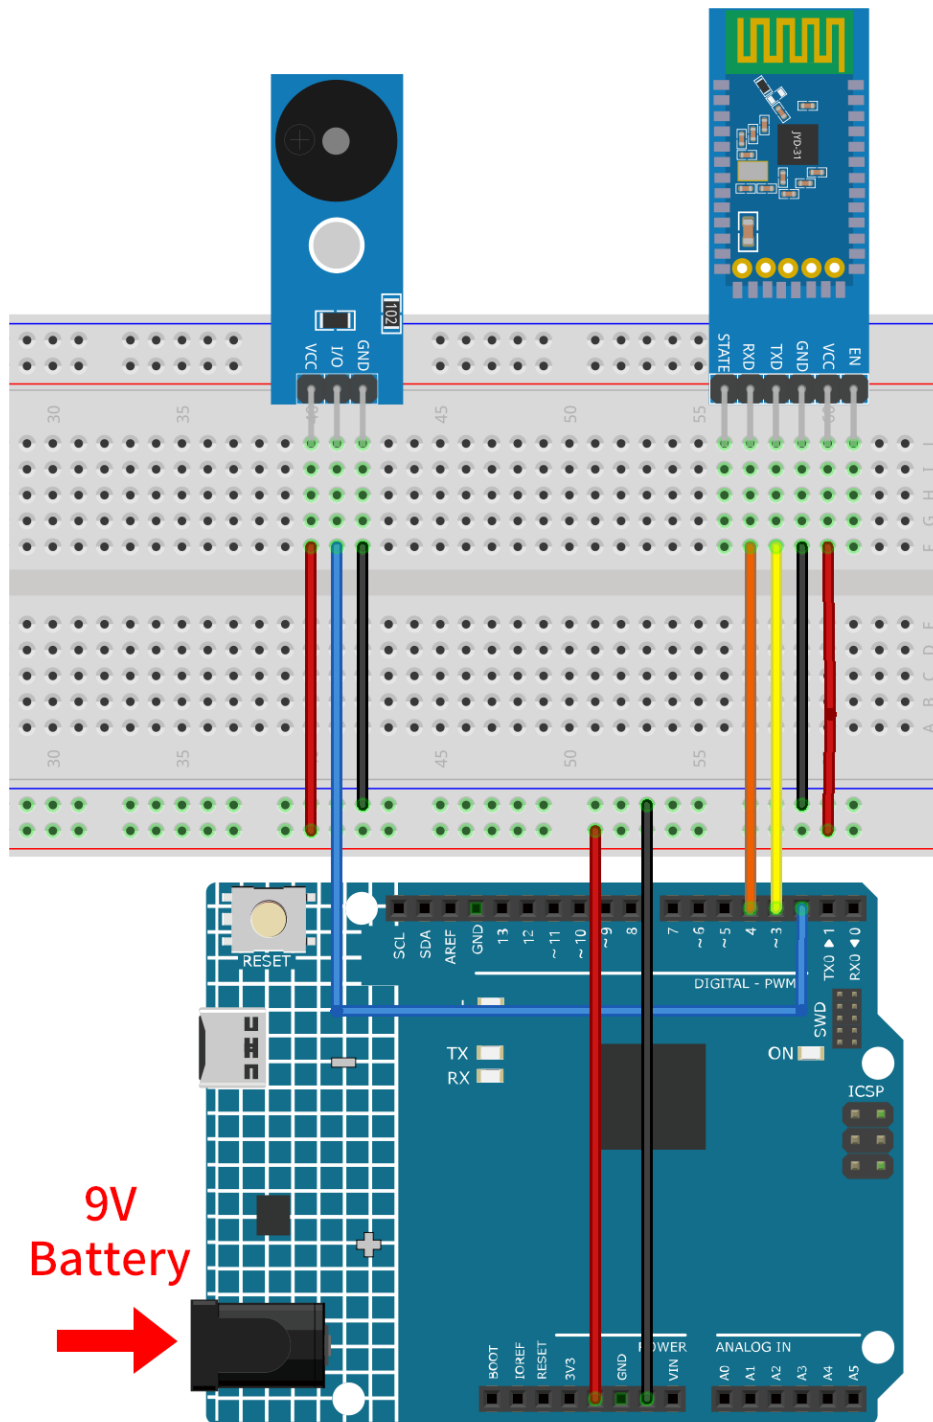 JYD-31
102
VCC
I/O
GND
STATE
RXD
TXD
GND
VCC
EN
30
35
45
50
55
J
I
H
G
F
E
D
C
B
A
30
35
45
50
55
RESET
SCL
SDA
AREF
GND
13
12
~11
~10
~9
8
7
~6
~5
4
~3
TX0▶1
RX0◀0
DIGITAL - PWM
SWD
L
TX
RX
ON
ICSP
9V
Battery
BOOT
IOREF
RESET
3V3
GND
VIN
POWER
ANALOG IN
A0
A1
A2
A3
A4
A5